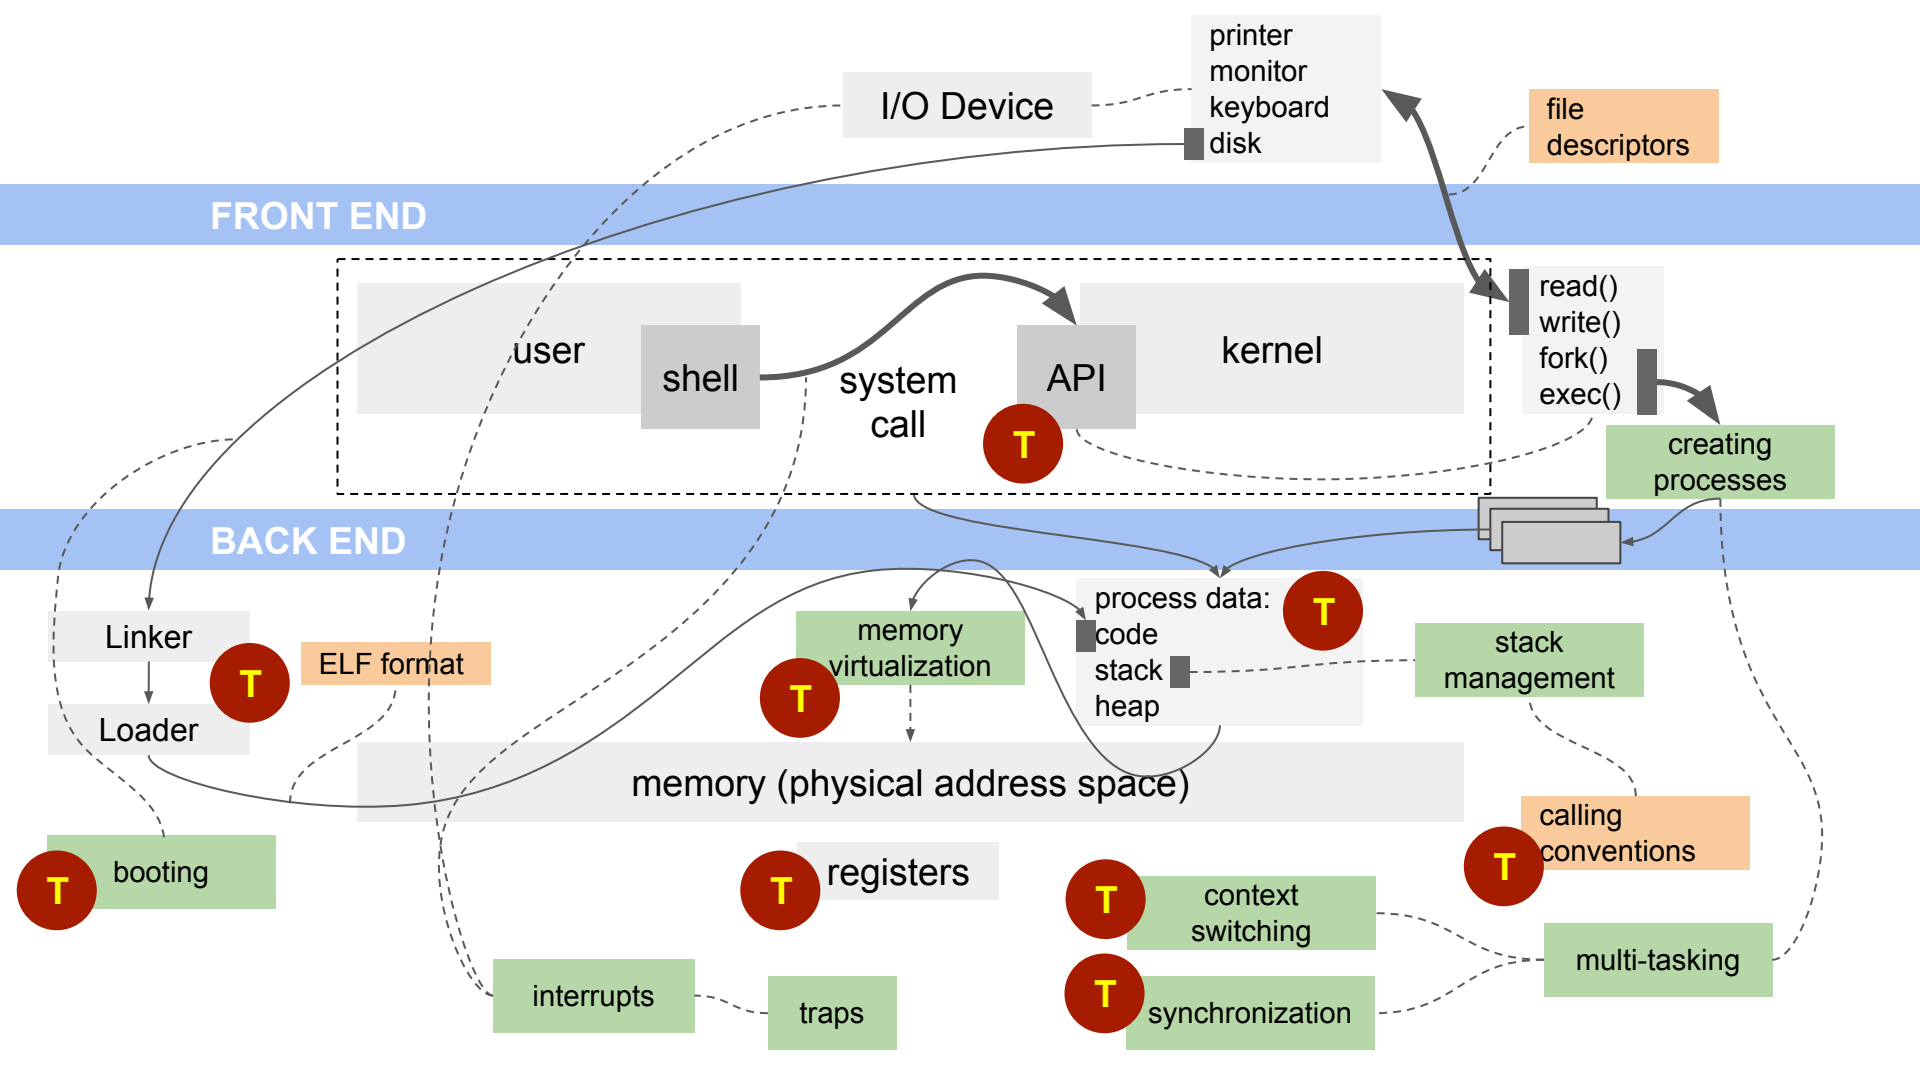 printer
monitor
keyboard
disk
I/O Device
file
descriptors
FRONT END
read()
write()
fork()
exec()
user
shell
system
call
API
kernel
T
creating
processes
BACK END
process data:
code
stack
heap
T
Linker
T
Loader
ELF format
memory
virtualization
T
stack
management
memory (physical address space)
calling
conventions
T
booting
T
registers
T
context
switching
T
multi-tasking
interrupts
traps
synchronization
T